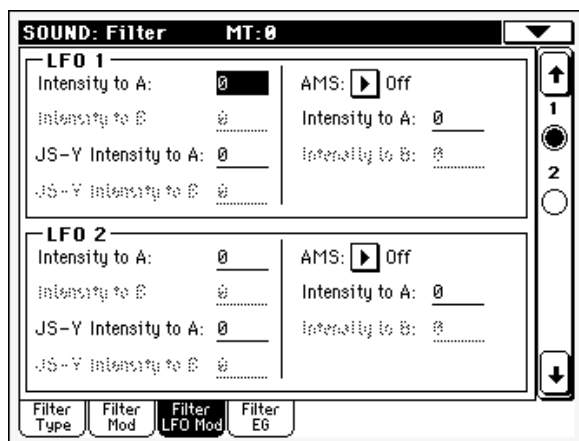 SOUND: Filter MT:0
LFO 1
Intensity to A: 0
AMS: Off
Intensity to B 0
Intensity to A: 0
JS-Y Intensity to A: 0
Intensity to B: 0
JS-Y Intensity to B 0
1
2
LFO 2
Intensity to A: 0
AMS: Off
Intensity to B 0
Intensity to A: 0
JS-Y Intensity to A: 0
Intensity to B: 0
JS-Y Intensity to B 0
Filter Type
Filter Mod
Filter LFO Mod
Filter EG